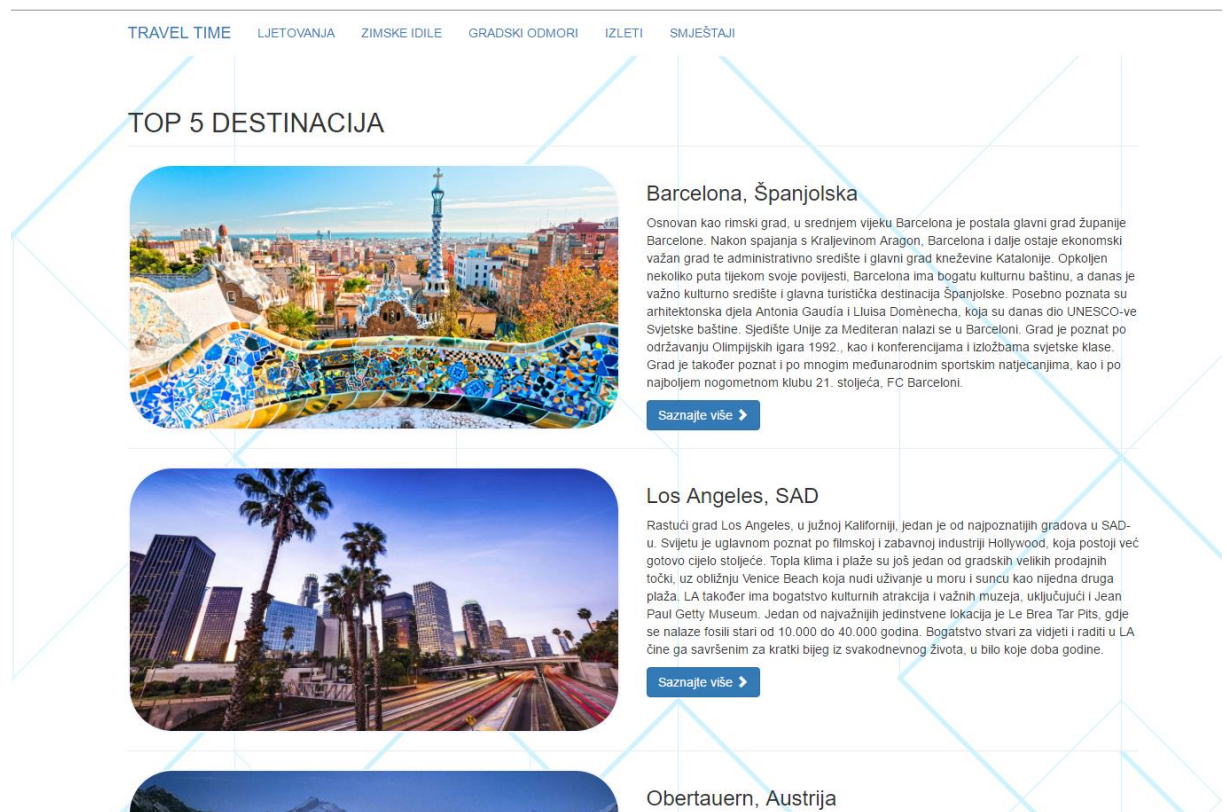 TRAVEL TIME LJETOVANJA ZIMSKE IDILE GRADSKI ODMORI IZLETI SMJEŠTAJI
TOP 5 DESTINACIJA
Barcelona, Španjolska
Osnovan kao rimski grad, u srednjem vijeku Barcelona je postala glavni grad županije
Barcelone. Nakon spajanja s Kraljevinom Aragon, Barcelona i dalje ostaje ekonomski
važan grad te administrativno središte i glavni grad kneževine Katalonije. Opkoljen
nekoliko puta tijekom svoje povijesti, Barcelona ima bogatu kulturnu baštinu, a danas je
važno kulturno središte i glavna turistička destinacija Španjolske. Posebno poznata su
arhitektonska djela Antonia Gaudía i Lluisa Domènecha, koja su danas dio UNESCO-ve
Svjetske baštine. Sjedište Unije za Mediteran nalazi se u Barceloni. Grad je poznat po
održavanju Olimpijskih igara 1992., kao i konferencijama i izložbama svjetske klase.
Grad je također poznat i po mnogim međunarodnim sportskim natjecanjima, kao i po
najboljem nogometnom klubu 21. stoljeća, FC Barceloni.
Saznajte više
Los Angeles, SAD
Rastući grad Los Angeles, u južnoj Kaliforniji, jedan je od najpoznatijih gradova u SAD-
u. Svijetu je uglavnom poznat po filmskoj i zabavnoj industriji Hollywood, koja postoji već
gotovo cijelo stoljeće. Topla klima i plaže su još jedan od gradskih velikih prodajnih
točki, uz obližnju Venice Beach koja nudi uživanje u moru i suncu kao nijedna druga
plaža. LA također ima bogatstvo kulturnih atrakcija i važnih muzeja, uključujući i Jean
Paul Getty Museum. Jedan od najvažnijih jedinstvene lokacija je Le Brea Tar Pits, gdje
se nalaze fosili stari od 10.000 do 40.000 godina. Bogatstvo stvari za vidjeti i raditi u LA
čine ga savršenim za kratki bijeg iz svakodnevnog života, u bilo koje doba godine.
Saznajte više
Obertauern, Austrija